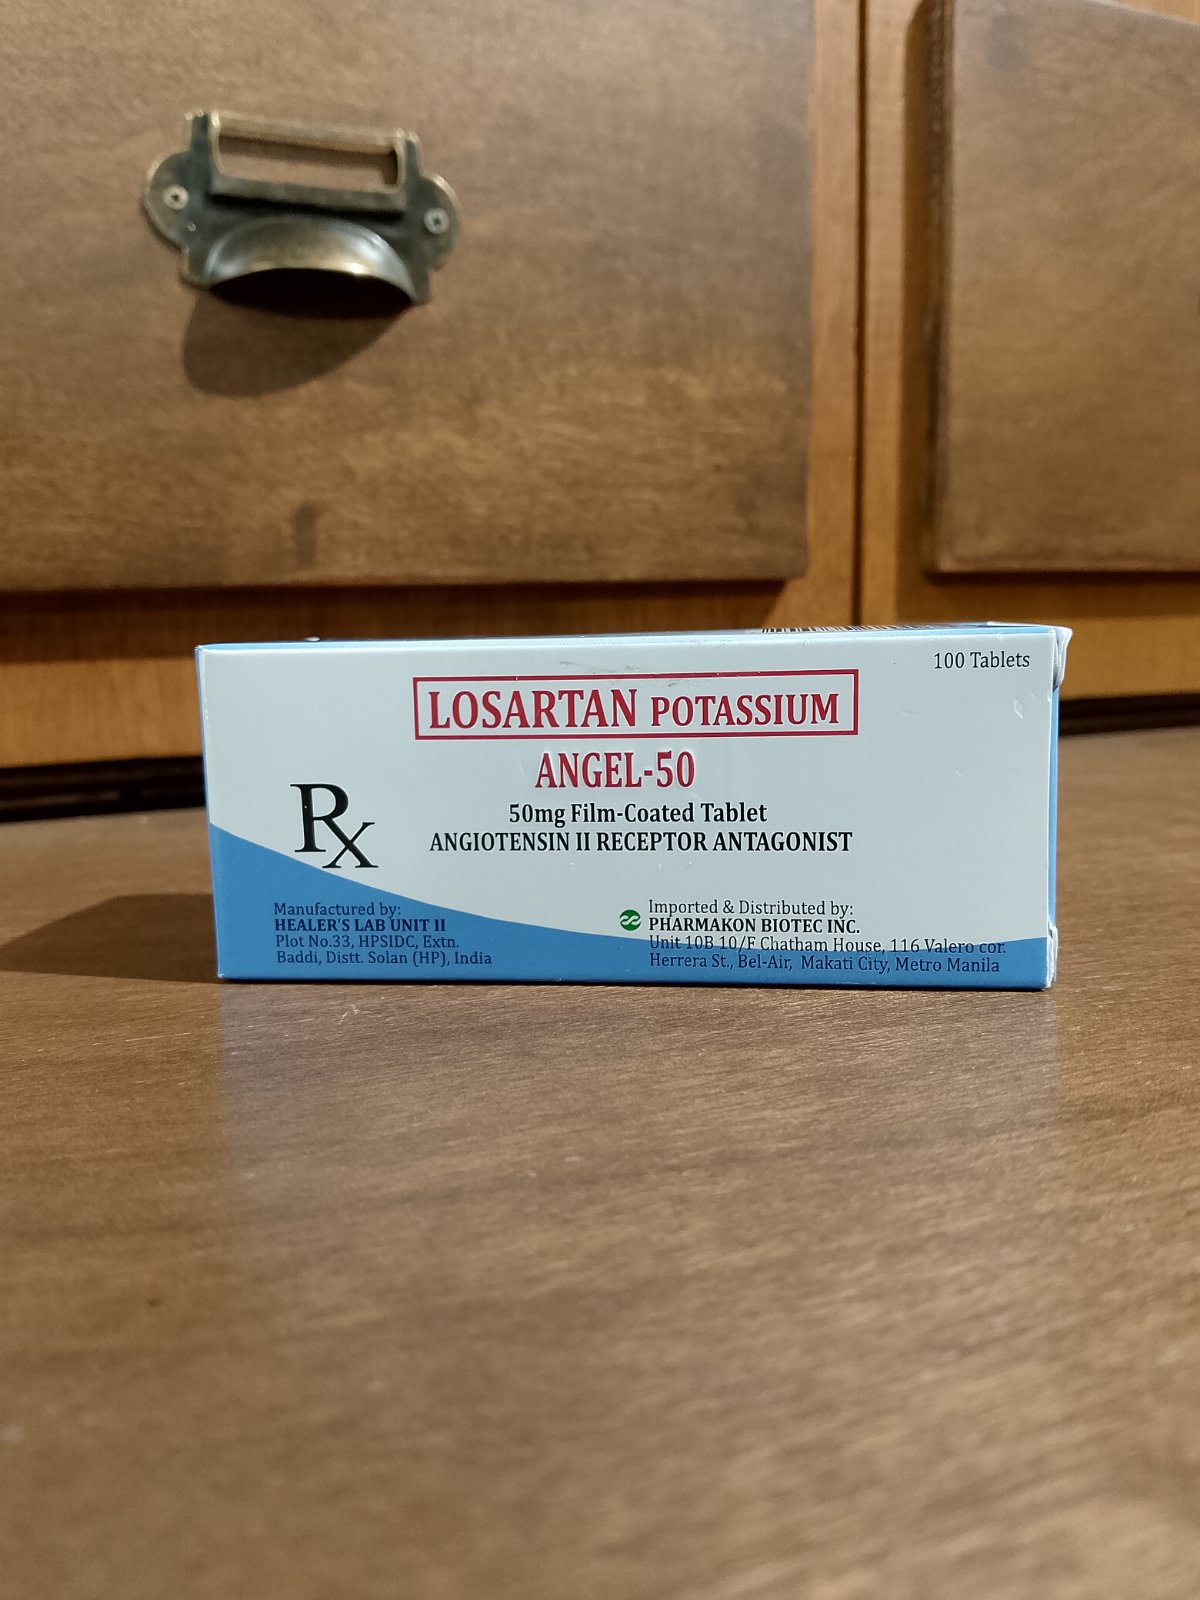 100 Tablets
LOSARTAN POTASSIUM
ANGEL-50
50mg Film-Coated Tablet
ANGIOTENSIN II RECEPTOR ANTAGONIST
Rx
Manufactured by:
HEALER'S LAB UNIT II
Plot No.33, HPSIDC, Extn.
Baddi, Distt. Solan (HP), India
Imported & Distributed by:
PHARMAKON BIOTEC INC.
Unit 10B 10/F Chatham House, 116 Valero cor.
Herrera St., Bel-Air, Makati City, Metro Manila